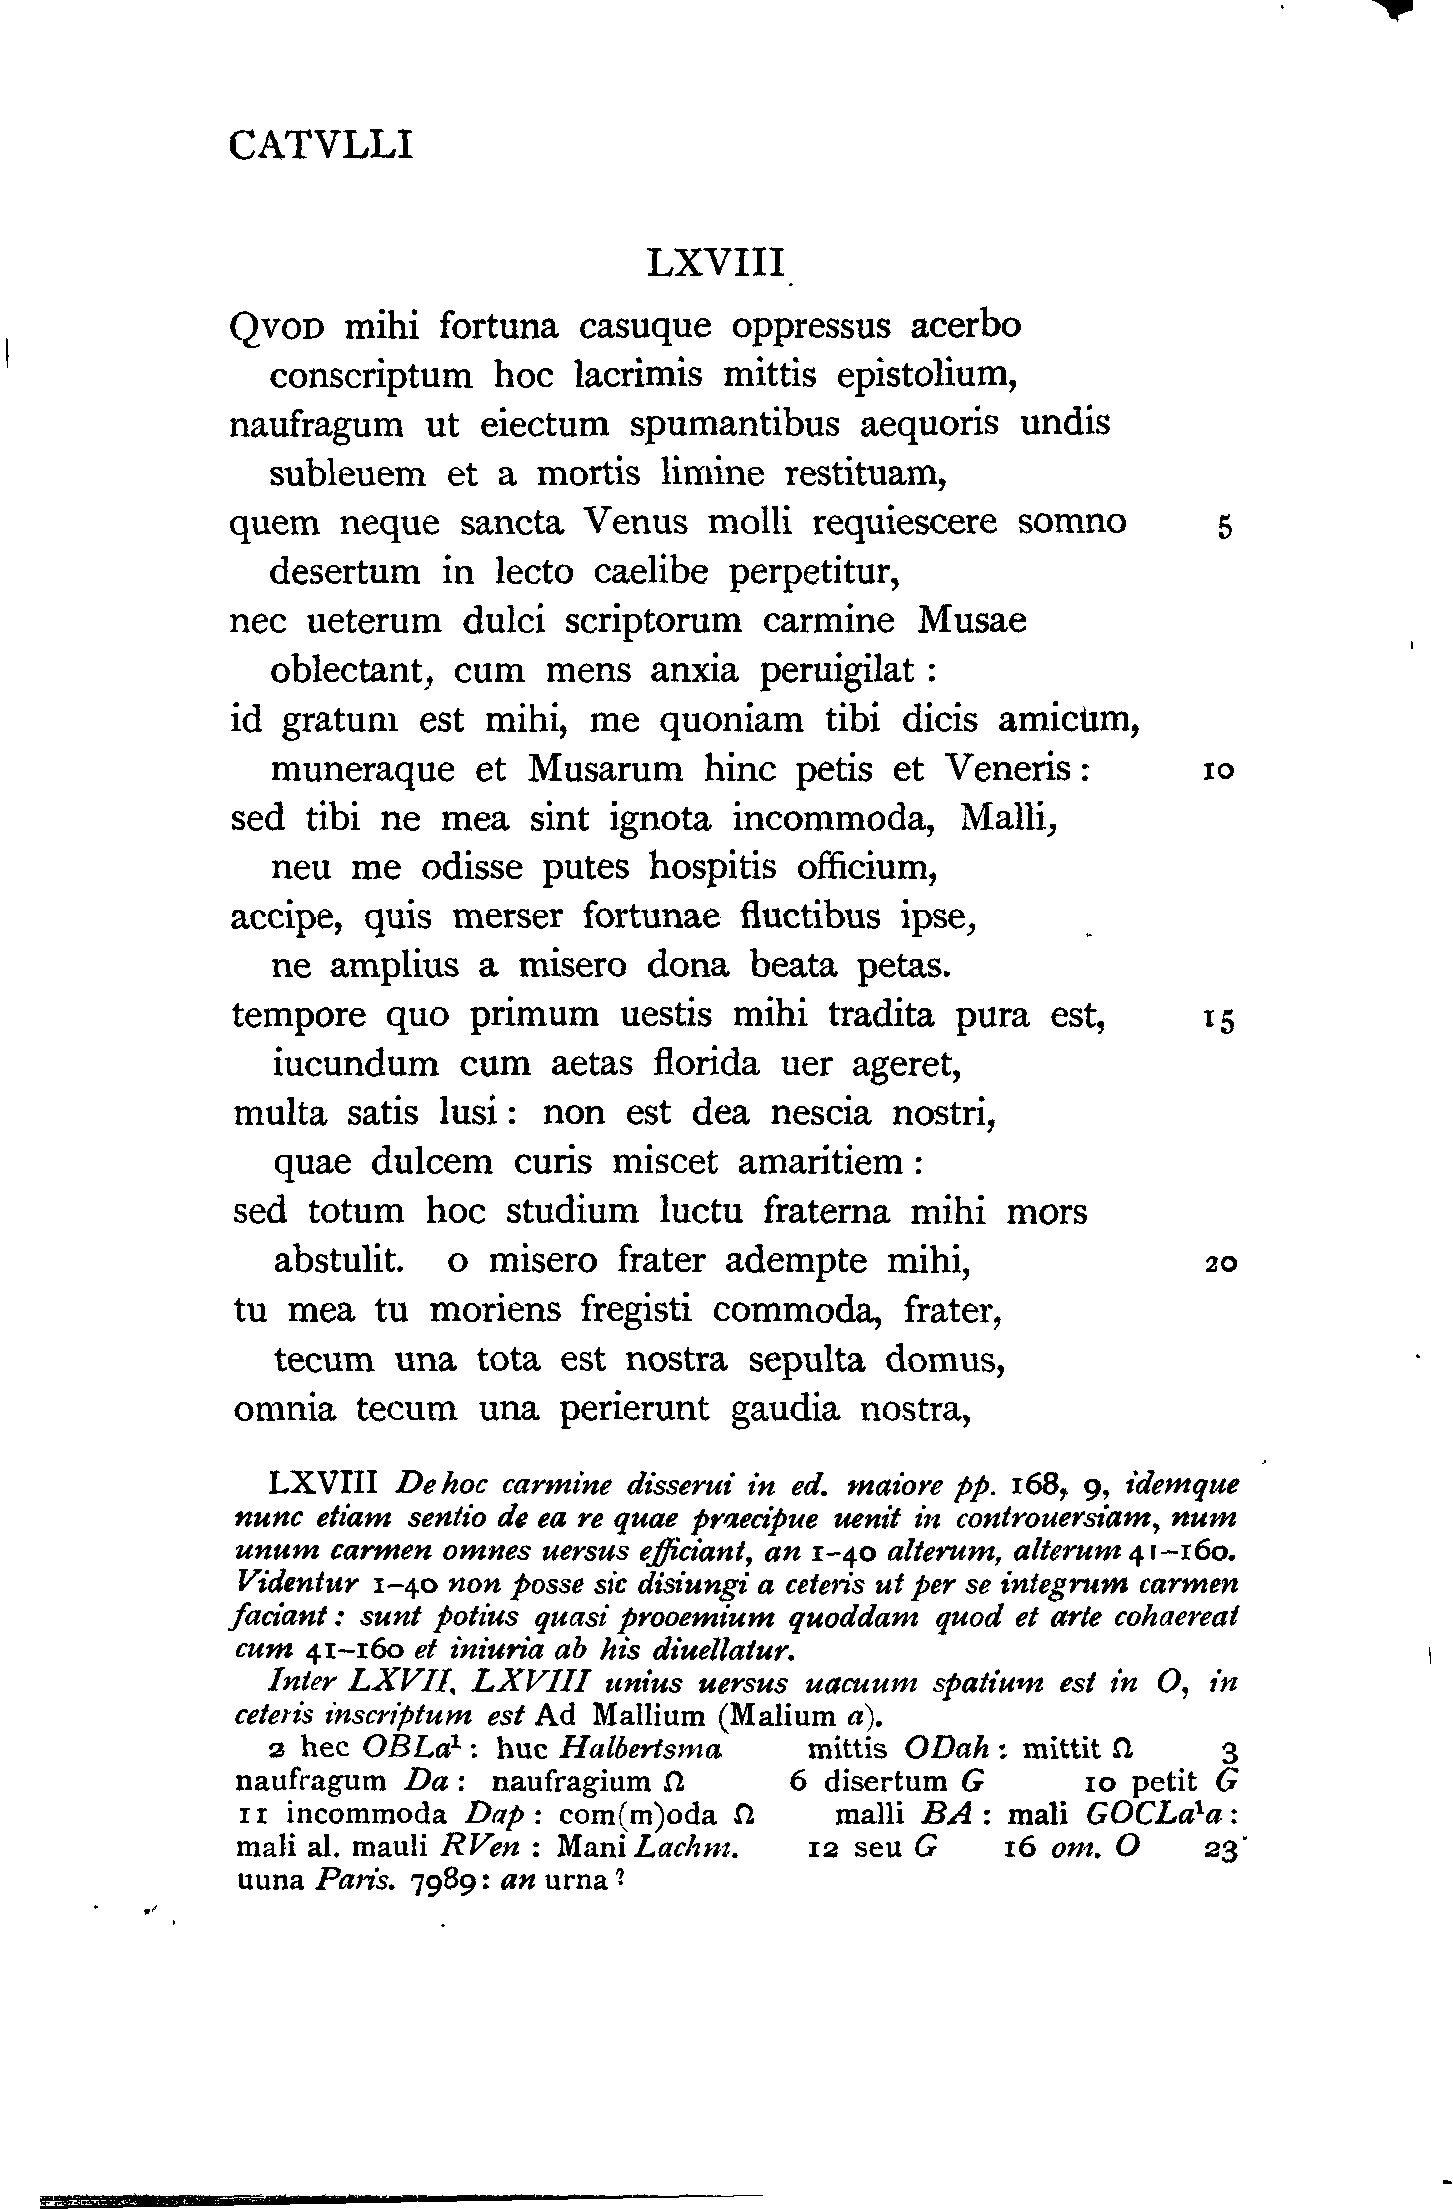 CATVLLI
LXVIII
QVOD mihi fortuna casuque oppressus acerbo
conscriptum hoc lacrimis mittis epistolium,
naufragum ut eiectum spumantibus aequoris undis
subleuem et a mortis limine restituam,
quem neque sancta Venus molli requiescere somno 5
desertum in lecto caelibe perpetitur,
nec ueterum dulci scriptorum carmine Musae
oblectant, cum mens anxia peruigilat :
id gratum est mihi, me quoniam tibi dicis amicum,
muneraque et Musarum hinc petis et Veneris : 10
sed tibi ne mea sint ignota incommoda, Malli,
neu me odisse putes hospitis officium,
accipe, quis merser fortunae fluctibus ipse,
ne amplius a misero dona beata petas.
tempore quo primum uestis mihi tradita pura est, 15
iucundum cum aetas florida uer ageret,
multa satis lusi : non est dea nescia nostri,
quae dulcem curis miscet amaritiem :
sed totum hoc studium luctu fraterna mihi mors
abstulit. o misero frater adempte mihi, 20
tu mea tu moriens fregisti commoda, frater,
tecum una tota est nostra sepulta domus,
omnia tecum una perierunt gaudia nostra,
LXVIII De hoc carmine disserui in ed. maiore pp. 168, 9, idemque
nunc etiam sentio de ea re quae praecipue uenit in controuersiam, num
unum carmen omnes uersus efficiant, an 1–40 alterum, alterum 41–160.
Videntur 1–40 non posse sic disiungi a ceteris ut per se integrum carmen
faciant : sunt potius quasi prooemium quoddam quod et arte cohaereat
cum 41–160 et iniuria ab his diuellatur.
Inter LXVII. LXVIII unius uersus uacuum spatium est in O, in
ceteris inscriptum est Ad Mallium (Malium a).
2 hec OBLa¹ : huc Halbertsma mittis ODah : mittit Ω 3
naufragum Da : naufragium Ω 6 disertum G 10 petit G
11 incommoda Dap : com(m)oda Ω malli BA : mali GOCLa¹a :
mali al. mauli RVen : Mani Lachm. 12 seu G 16 om. O 23
uuna Paris. 7989 : an urna ?